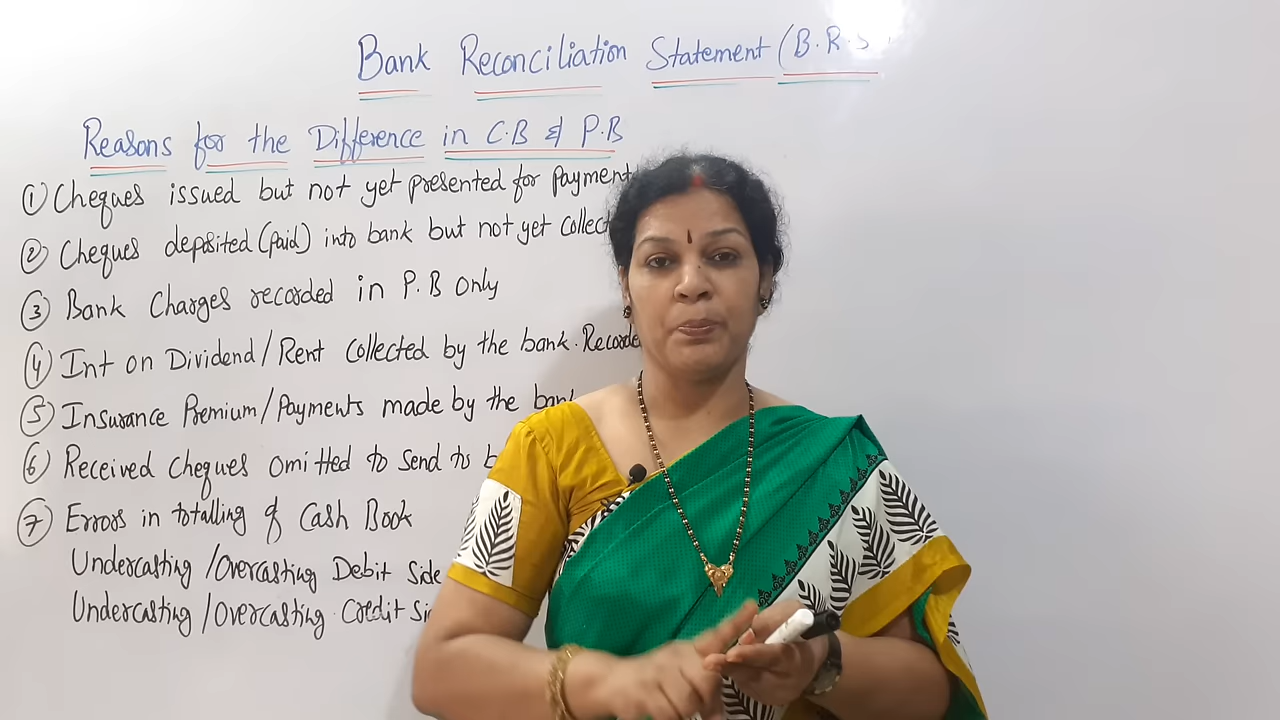 Bank Reconciliation Statement (B.R.S.
Reasons for the Difference in C.B & P.B
① Cheques issued but not yet presented for payment
② Cheques deposited (paid) into bank but not yet collect
③ Bank Charges recorded in P.B only
④ Int on Dividend/Rent collected by the bank. Recorde
⑤ Insurance Premium/Payments made by the bank
⑥ Received cheques omitted to send to b
⑦ Errors in totalling of Cash Book
Undercasting /Overcasting Debit Side
Undercasting /Overcasting Credit Si